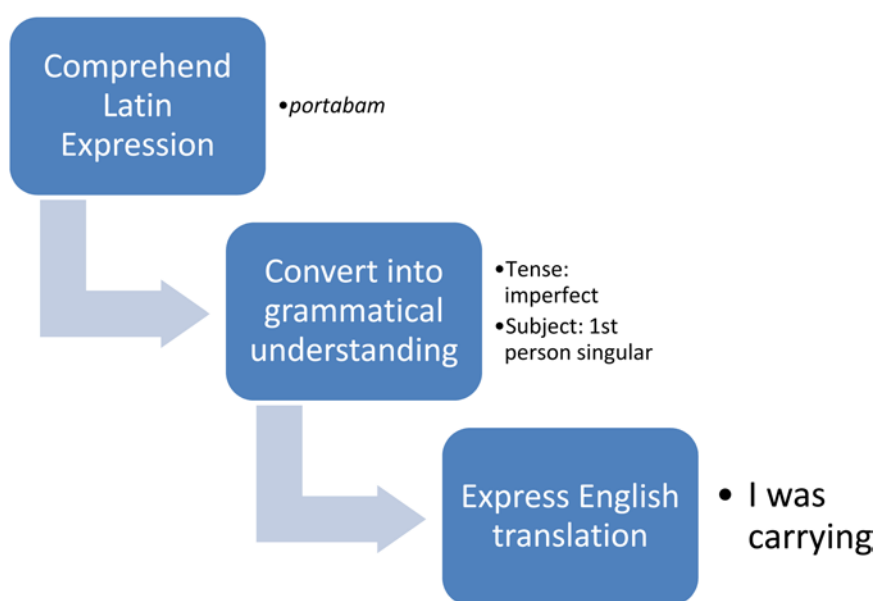 Comprehend
Latin
Expression
•portabam
Convert into
grammatical
understanding
•Tense:
imperfect
•Subject: 1st
person singular
Express English
translation
• I was
carrying